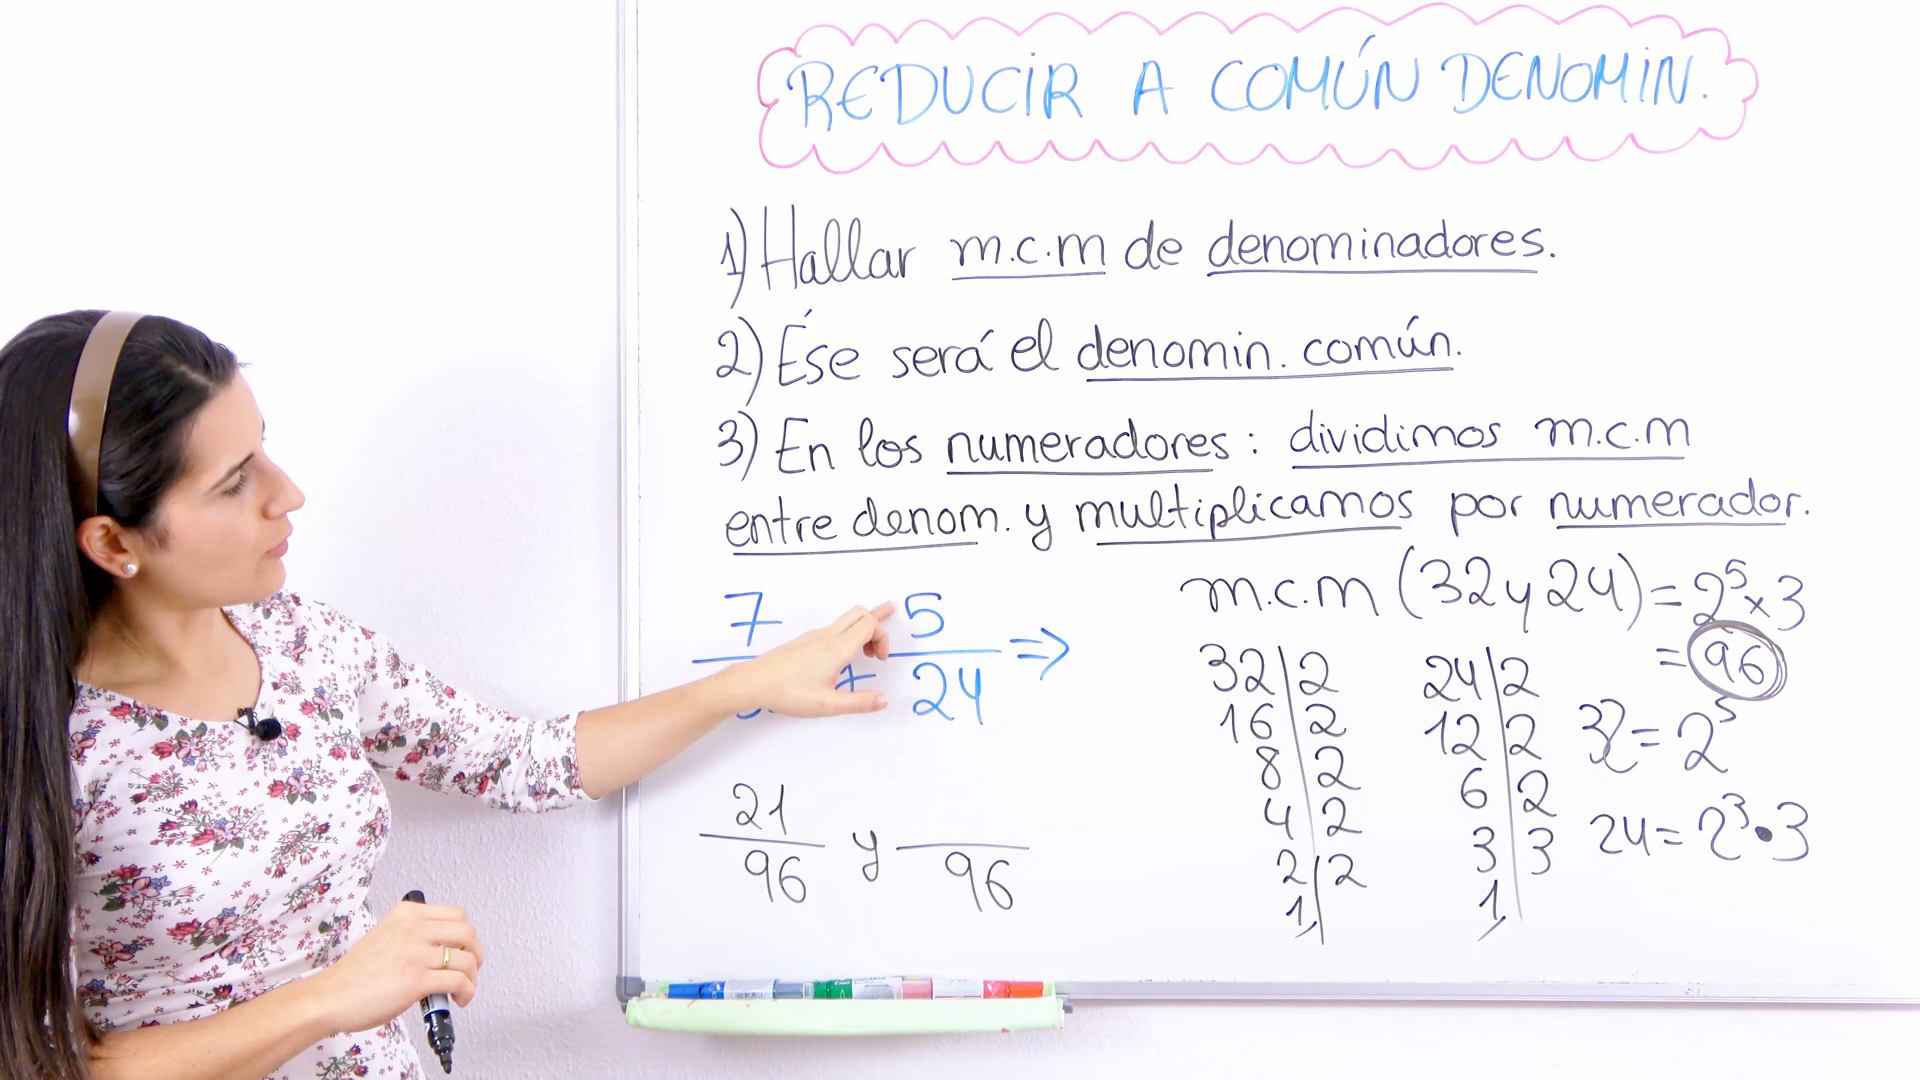 REDUCIR A COMÚN DENOMIN.
1) Hallar m.c.m de denominadores.
2) Ése será el denomin. común.
3) En los numeradores: dividimos m.c.m
entre denom. y multiplicamos por numerador.
7 5 =>
+ 24
21 y
96 96
m.c.m (32 y 24) = 2⁵ x 3
= 96
32 | 2
16 | 2
8 | 2
4 | 2
2 | 2
1
24 | 2
12 | 2
6 | 2
3 | 3
1
32 = 2⁵
24 = 2³ • 3